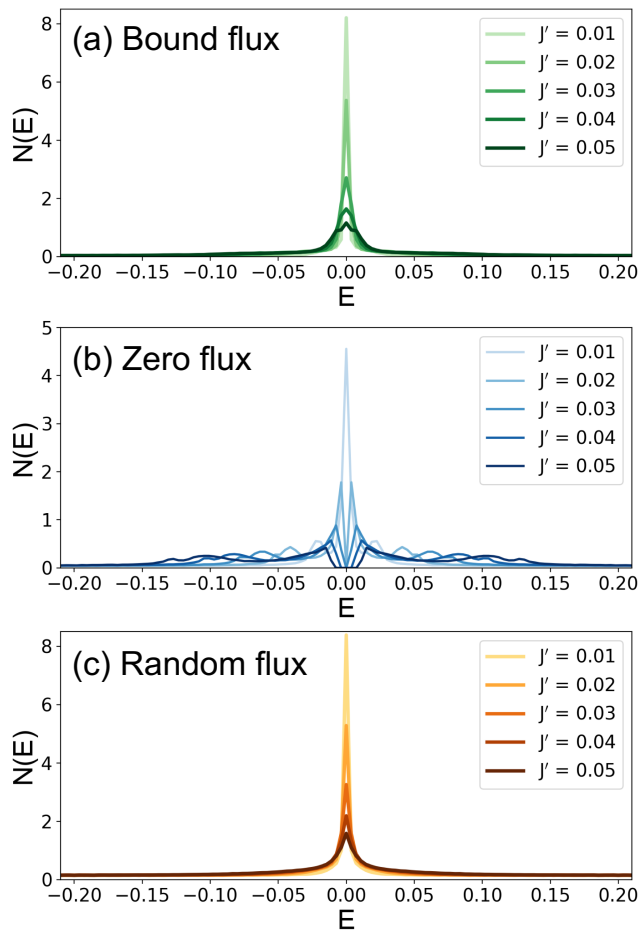 (a) Bound flux
J′ = 0.01
J′ = 0.02
J′ = 0.03
J′ = 0.04
J′ = 0.05
N(E)
8
6
4
2
0
−0.20 −0.15 −0.10 −0.05 0.00 0.05 0.10 0.15 0.20
E
(b) Zero flux
J′ = 0.01
J′ = 0.02
J′ = 0.03
J′ = 0.04
J′ = 0.05
N(E)
5
4
3
2
1
0
−0.20 −0.15 −0.10 −0.05 0.00 0.05 0.10 0.15 0.20
E
(c) Random flux
J′ = 0.01
J′ = 0.02
J′ = 0.03
J′ = 0.04
J′ = 0.05
N(E)
8
6
4
2
0
−0.20 −0.15 −0.10 −0.05 0.00 0.05 0.10 0.15 0.20
E